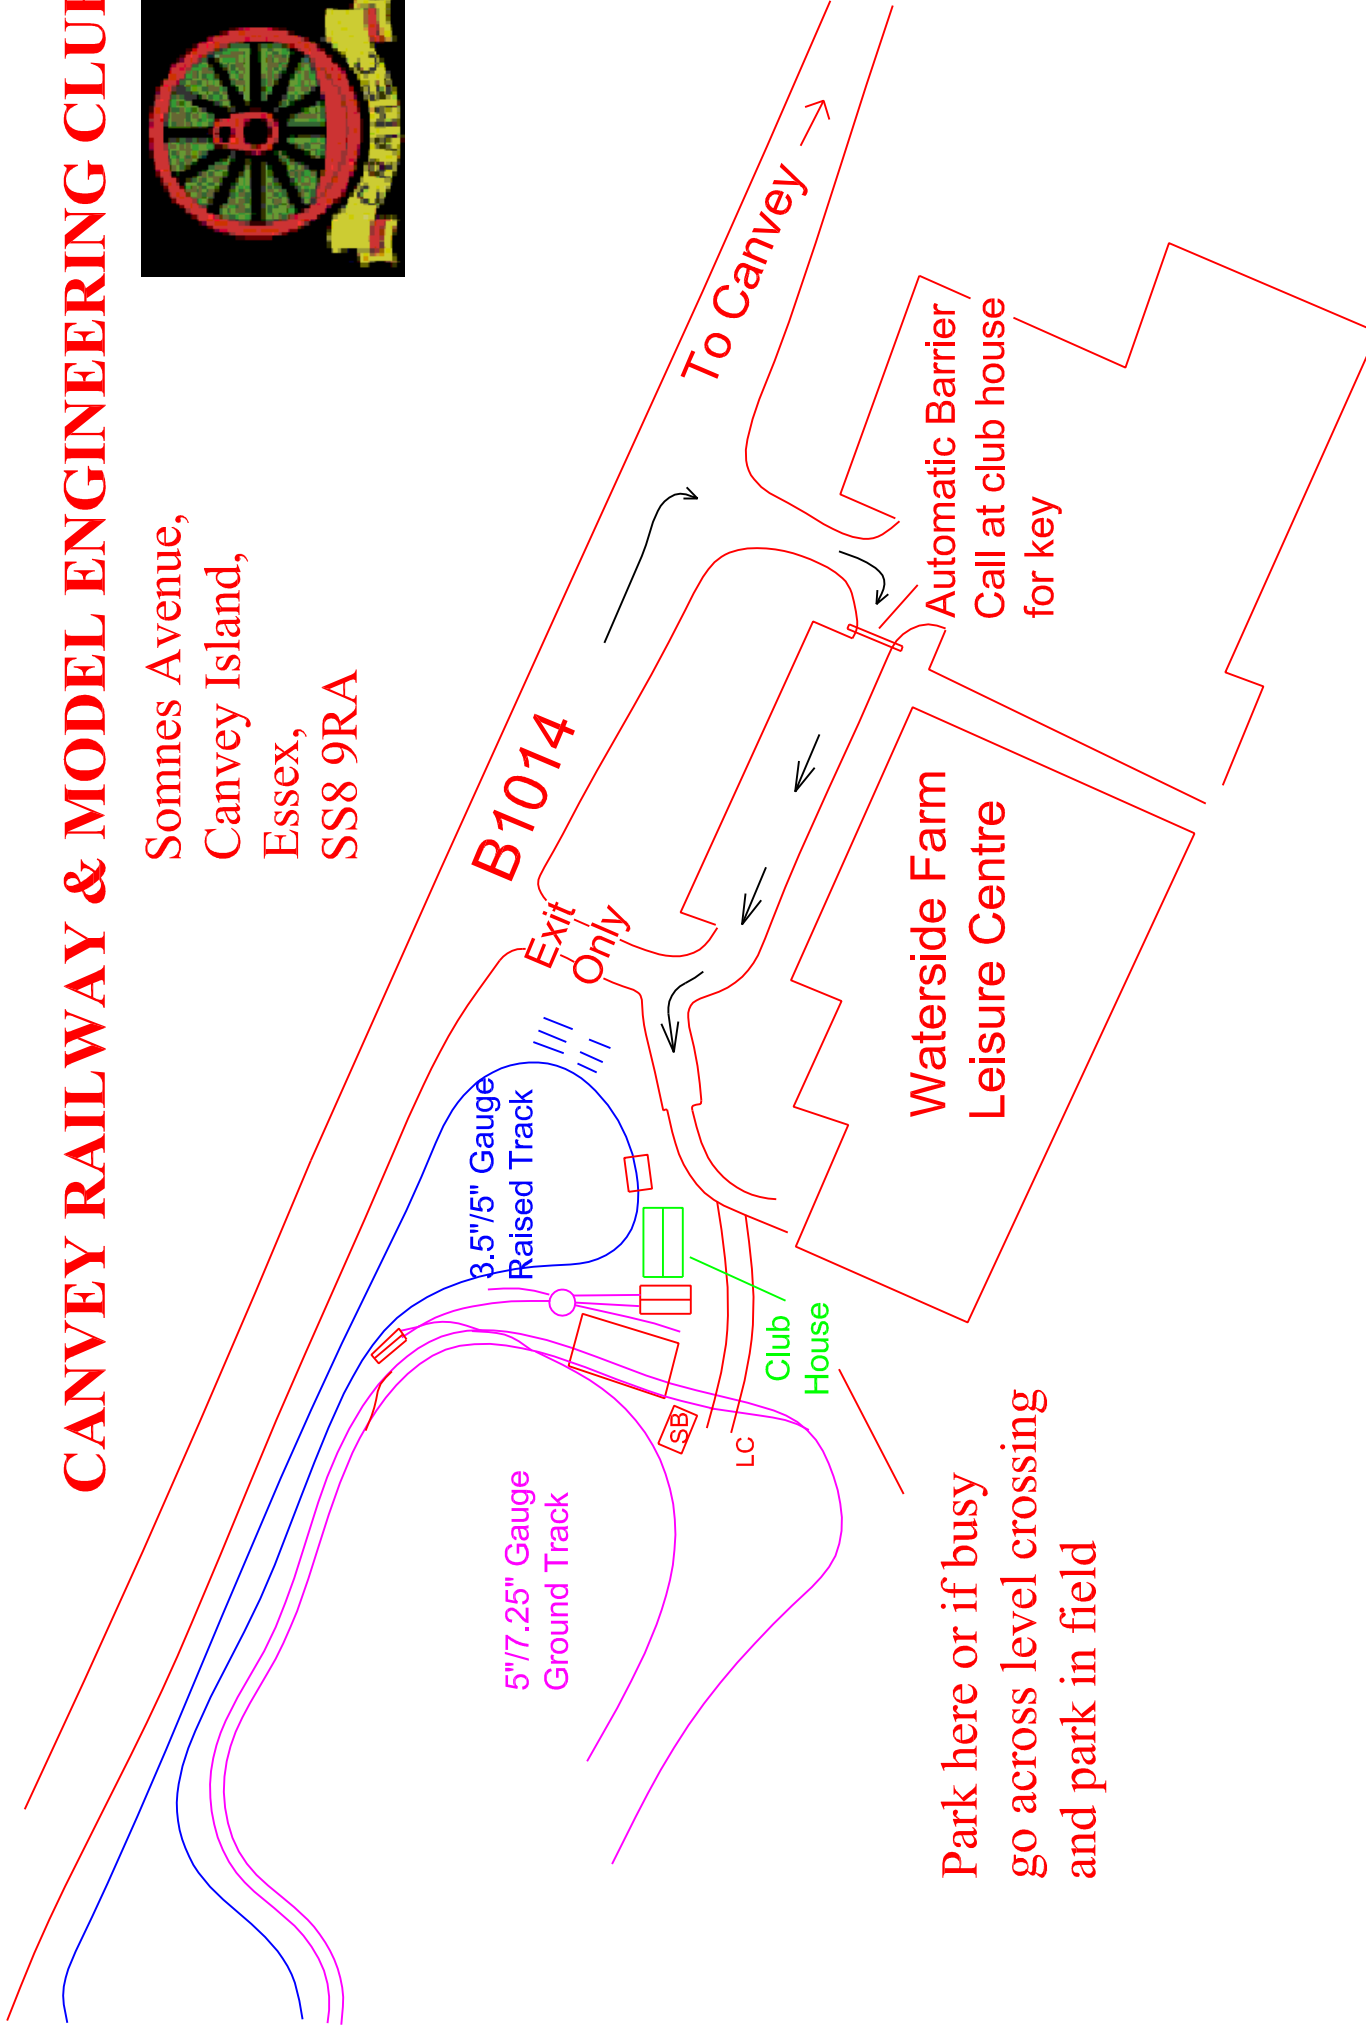 CANVEY RAILWAY & MODEL ENGINEERING CLUB
CRAMEC
Somnes Avenue,
Canvey Island,
Essex,
SS8 9RA
To Canvey
B1014
Exit
Only
Automatic Barrier
Call at club house
for key
3.5"/5" Gauge
Raised Track
Waterside Farm
Leisure Centre
Club
House
SB
LC
5"/7.25" Gauge
Ground Track
Park here or if busy
go across level crossing
and park in field